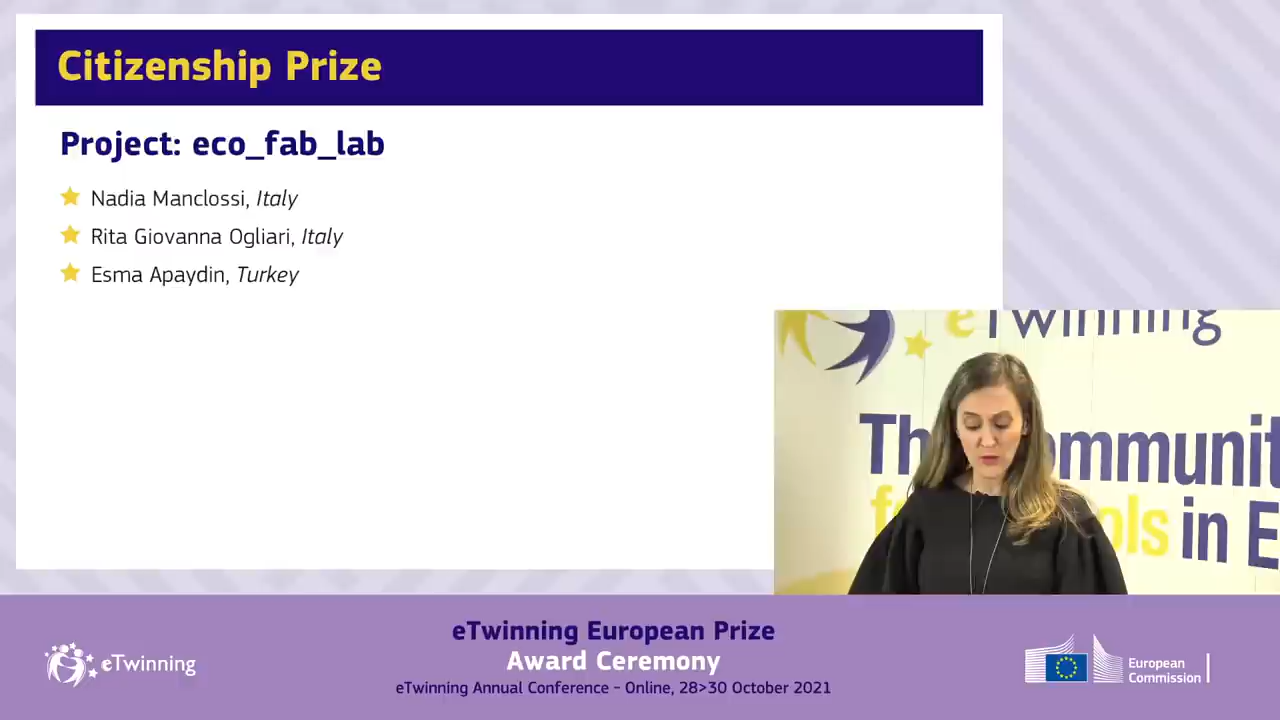 Citizenship Prize
Project: eco_fab_lab
Nadia Manclossi, Italy
Rita Giovanna Ogliari, Italy
Esma Apaydin, Turkey
eTwinning
in
eTwinning European Prize
Award Ceremony
eTwinning Annual Conference – Online, 28>30 October 2021
eTwinning
European
Commission